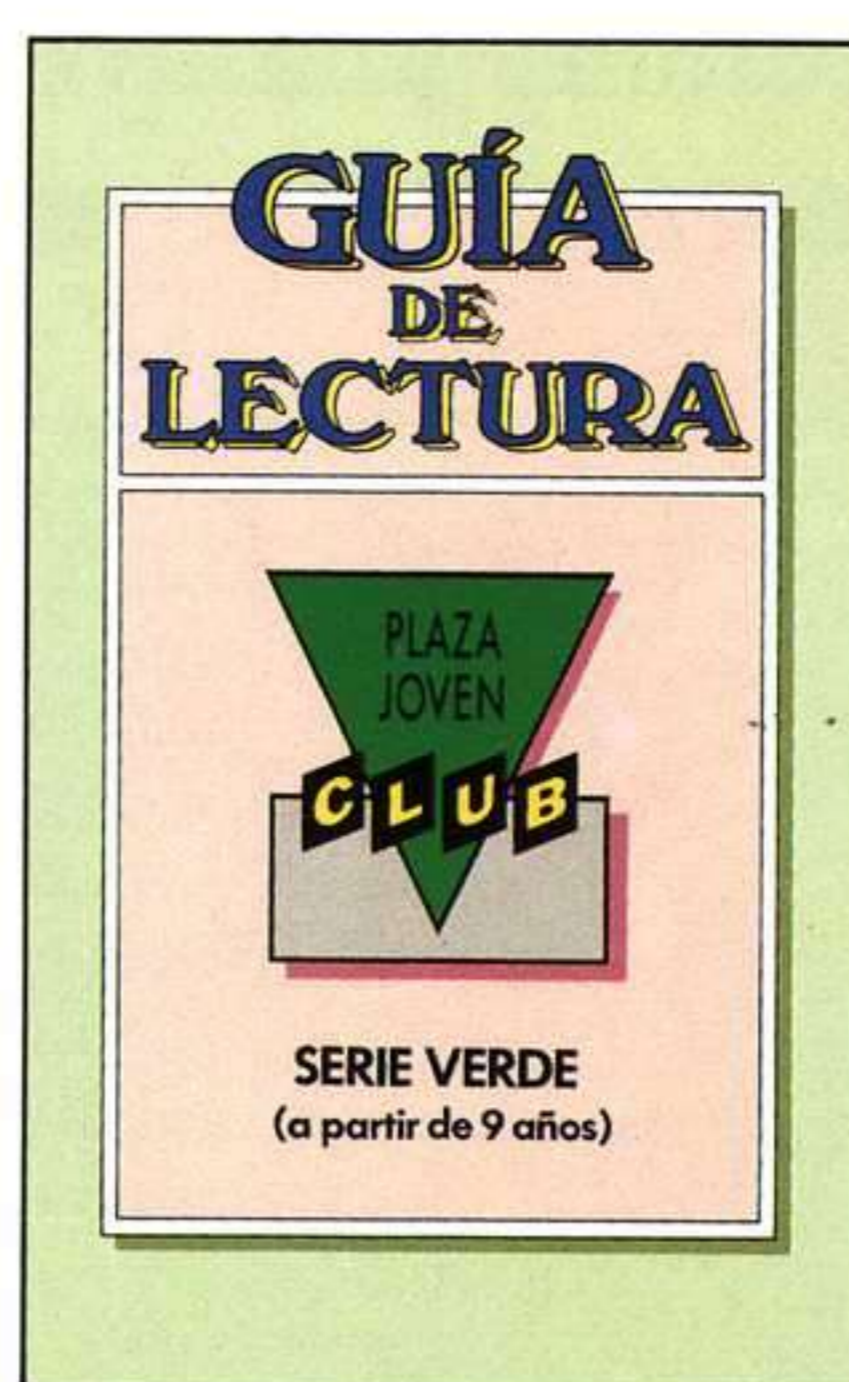 GUÍA
DE
LECTURA
PLAZA
JOVEN
CLUB
SERIE VERDE
(a partir de 9 años)